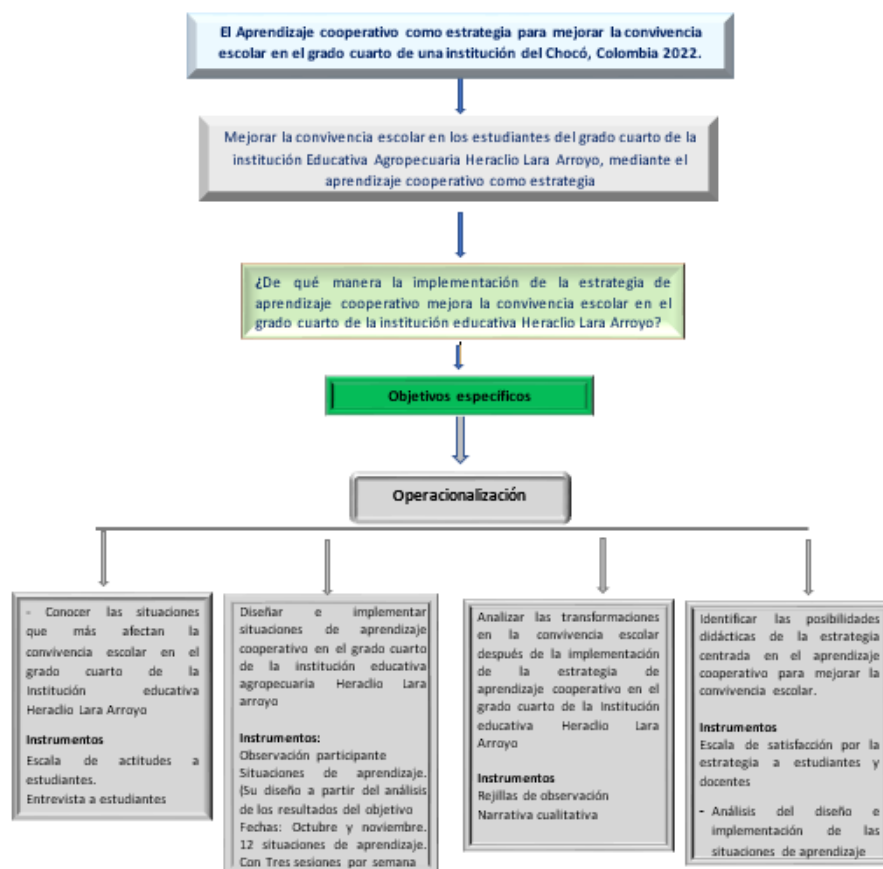 El Aprendizaje cooperativo como estrategia para mejorar la convivencia
escolar en el grado cuarto de una institución del Chocó, Colombia 2022.
Mejorar la convivencia escolar en los estudiantes del grado cuarto de la
institución Educativa Agropecuaria Heraclio Lara Arroyo, mediante el
aprendizaje cooperativo como estrategia
¿De qué manera la implementación de la estrategia de
aprendizaje cooperativo mejora la convivencia escolar en el
grado cuarto de la institución educativa Heraclio Lara Arroyo?
Objetivos específicos
Operacionalización
- Conocer las situaciones
que más afectan la
convivencia escolar en el
grado cuarto de la
Institución educativa
Heraclio Lara Arroyo
Instrumentos
Escala de actitudes a
estudiantes.
Entrevista a estudiantes
Diseñar e implementar
situaciones de aprendizaje
cooperativo en el grado cuarto
de la institución educativa
agropecuaria Heraclio Lara
arroyo
Instrumentos:
Observación participante
Situaciones de aprendizaje.
(Su diseño a partir del análisis
de los resultados del objetivo
Fechas: Octubre y noviembre.
12 situaciones de aprendizaje.
Con Tres sesiones por semana
Analizar las transformaciones
en la convivencia escolar
después de la implementación
de la estrategia de
aprendizaje cooperativo en el
grado cuarto de la Institución
educativa Heraclio Lara
Arroyo
Instrumentos
Rejillas de observación
Narrativa cualitativa
Identificar las posibilidades
didácticas de la estrategia
centrada en el aprendizaje
cooperativo para mejorar la
convivencia escolar.
Instrumentos
Escala de satisfacción por la
estrategia a estudiantes y
docentes
- Análisis del diseño e
implementación de las
situaciones de aprendizaje